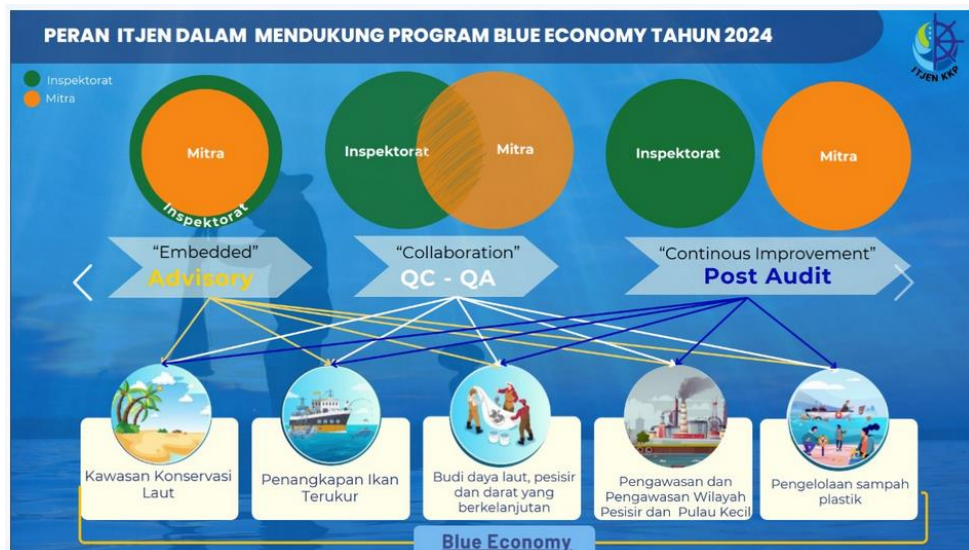 PERAN ITJEN DALAM MENDUKUNG PROGRAM BLUE ECONOMY TAHUN 2024
ITJEN KKP
Inspektorat
Mitra
Mitra
Inspektorat
Inspektorat
Mitra
Inspektorat
Mitra
“Embedded”
Advisory
“Collaboration”
QC - QA
“Continous Improvement”
Post Audit
Kawasan Konservasi
Laut
Penangkapan Ikan
Terukur
Budi daya laut, pesisir
dan darat yang
berkelanjutan
Pengawasan dan
Pengawasan Wilayah
Pesisir dan Pulau Kecil
Pengelolaan sampah
plastik
Blue Economy